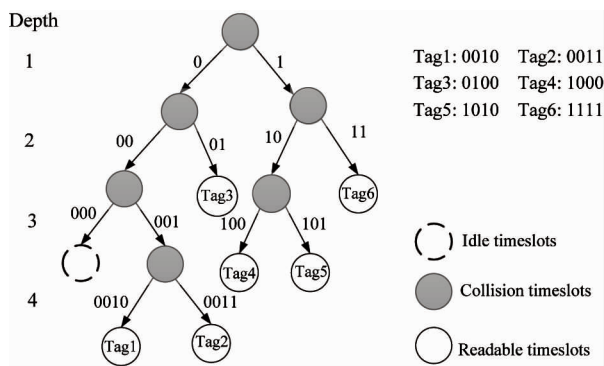 Depth
1
0
1
Tag1: 0010 Tag2: 0011
Tag3: 0100 Tag4: 1000
Tag5: 1010 Tag6: 1111
2
00
01
10
11
Tag3
Tag6
3
000
001
100
101
Idle timeslots
Tag4
Tag5
Collision timeslots
4
0010
0011
Tag1
Tag2
Readable timeslots